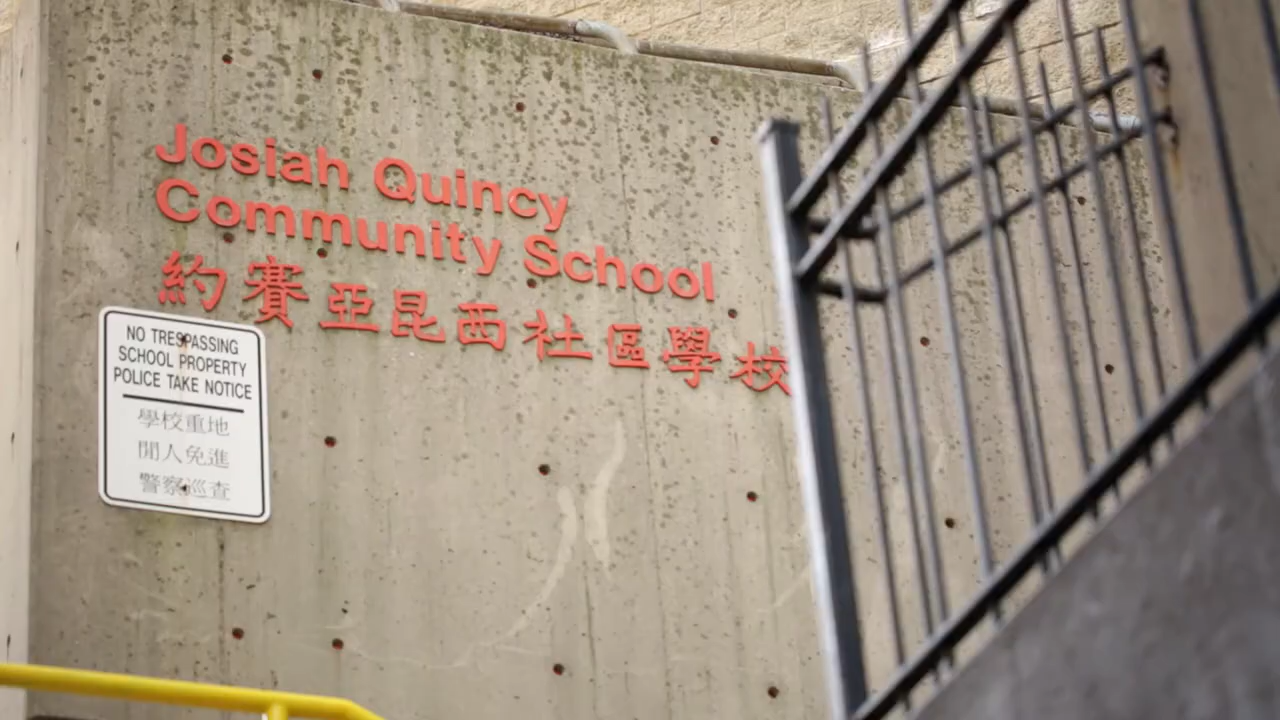 Josiah Quincy
Community School
約賽亞昆西社區學校
NO TRESPASSING
SCHOOL PROPERTY
POLICE TAKE NOTICE
學校重地
閒人免進
警察巡查